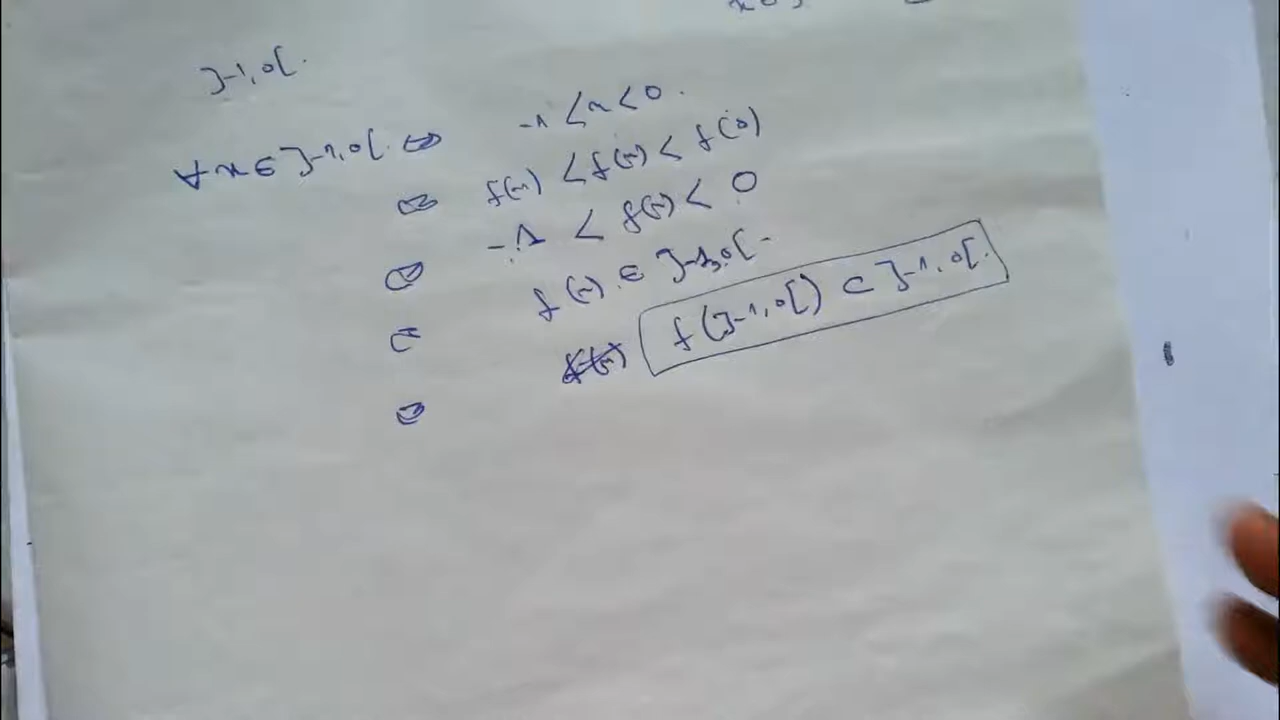 ]-1,0[.
∀x∈]-1,0[. ⇔ -1 < x < 0.
⇔ f(-1) < f(x) < f(0)
⇔ -1 < f(x) < 0
f(x) ∈ ]-1,0[.
f(]-1,0[) ⊂ ]-1,0[.